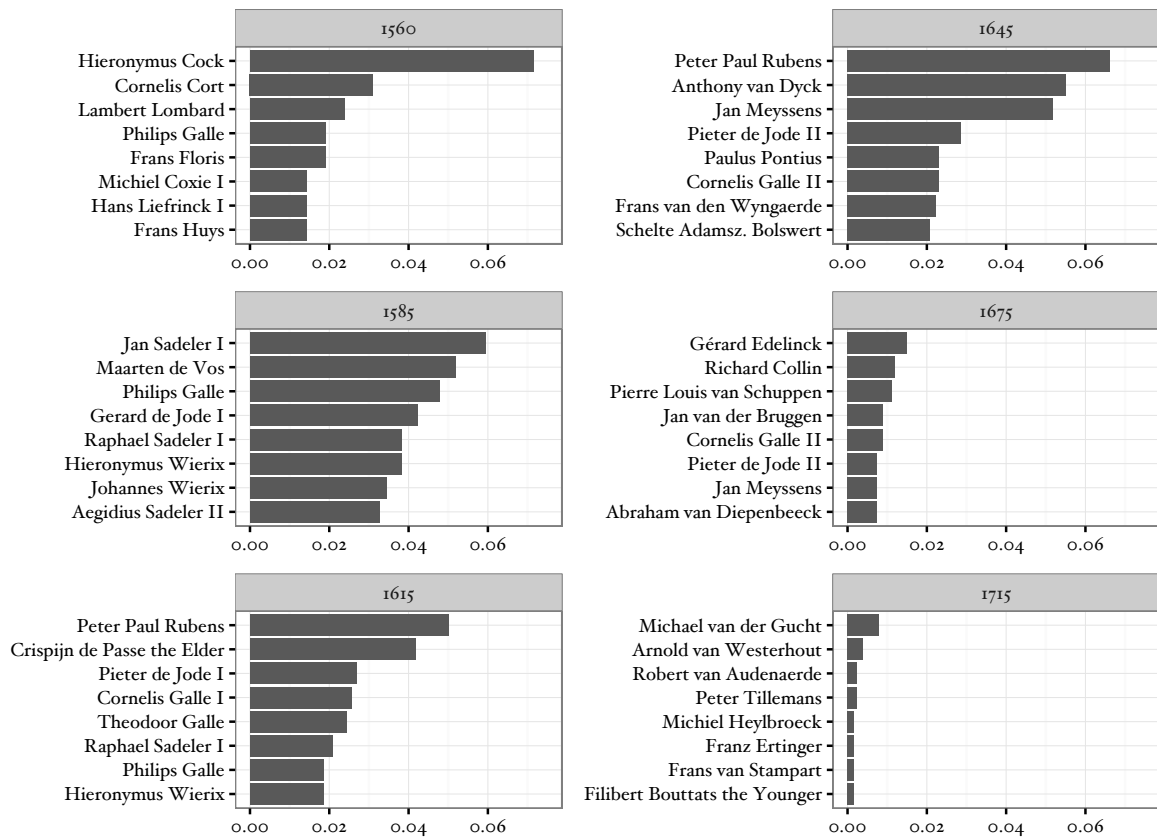 1560
Hieronymus Cock
Cornelis Cort
Lambert Lombard
Philips Galle
Frans Floris
Michiel Coxie I
Hans Liefrinck I
Frans Huys
0.00 0.02 0.04 0.06
1645
Peter Paul Rubens
Anthony van Dyck
Jan Meyssens
Pieter de Jode II
Paulus Pontius
Cornelis Galle II
Frans van den Wyngaerde
Schelte Adamsz. Bolswert
0.00 0.02 0.04 0.06
1585
Jan Sadeler I
Maarten de Vos
Philips Galle
Gerard de Jode I
Raphael Sadeler I
Hieronymus Wierix
Johannes Wierix
Aegidius Sadeler II
0.00 0.02 0.04 0.06
1675
Gérard Edelinck
Richard Collin
Pierre Louis van Schuppen
Jan van der Bruggen
Cornelis Galle II
Pieter de Jode II
Jan Meyssens
Abraham van Diepenbeeck
0.00 0.02 0.04 0.06
1615
Peter Paul Rubens
Crispijn de Passe the Elder
Pieter de Jode I
Cornelis Galle I
Theodoor Galle
Raphael Sadeler I
Philips Galle
Hieronymus Wierix
0.00 0.02 0.04 0.06
1715
Michael van der Gucht
Arnold van Westerhout
Robert van Audenaerde
Peter Tillemans
Michiel Heylbroeck
Franz Ertinger
Frans van Stampart
Filibert Bouttats the Younger
0.00 0.02 0.04 0.06